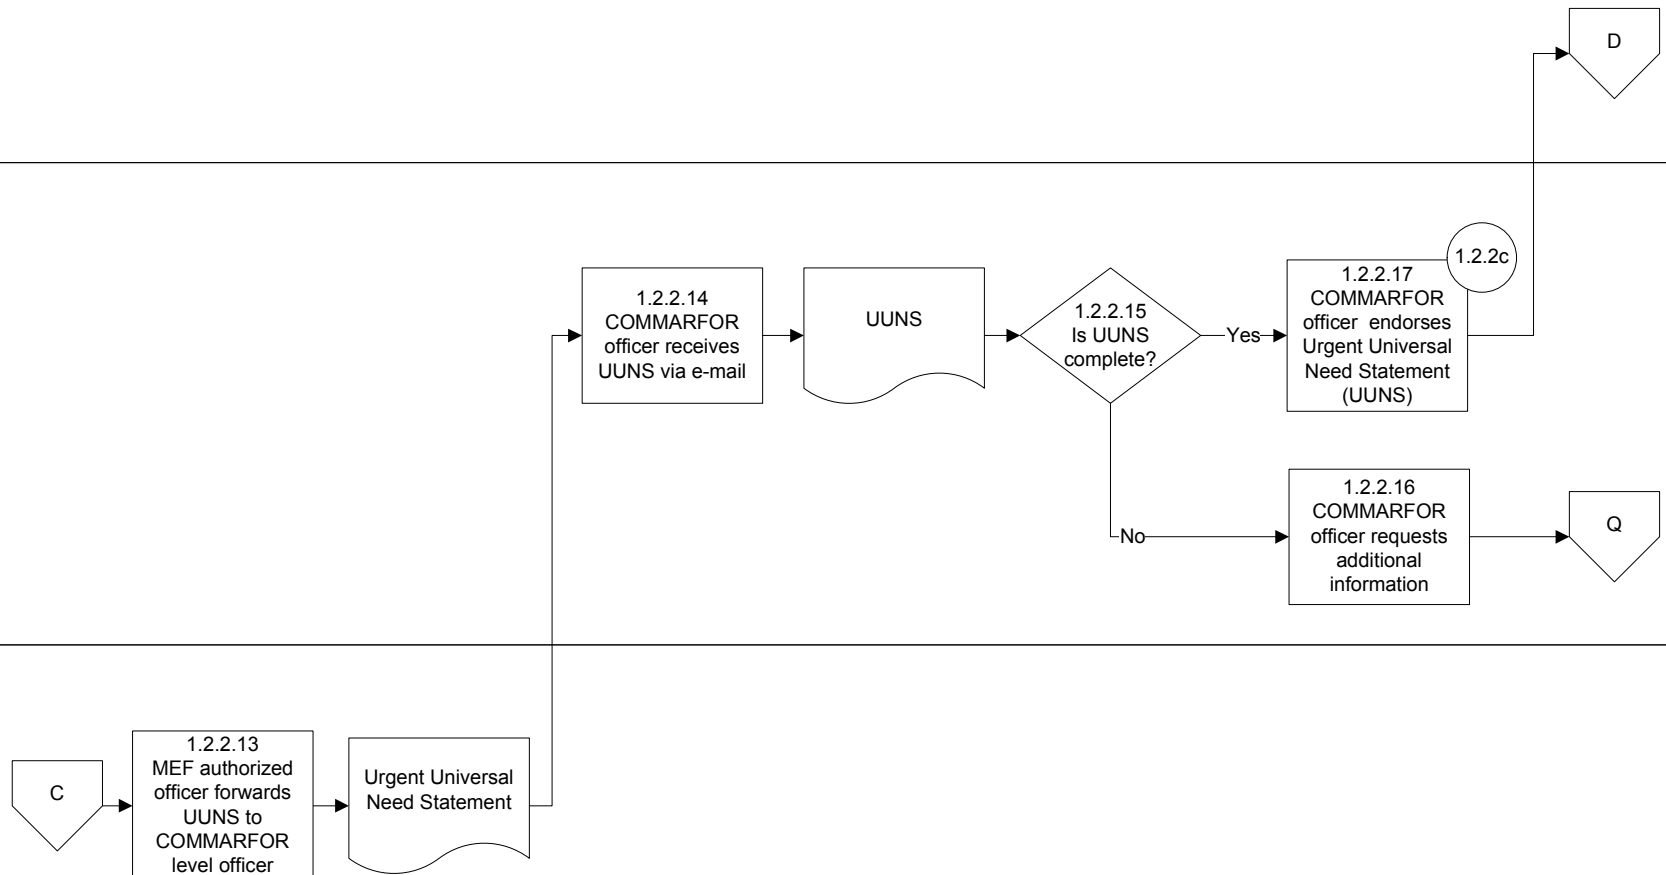 D
1.2.2c
1.2.2.14
COMMARFOR
officer receives
UUNS via e-mail
UUNS
1.2.2.15
Is UUNS
complete?
Yes
1.2.2.17
COMMARFOR
officer endorses
Urgent Universal
Need Statement
(UUNS)
No
1.2.2.16
COMMARFOR
officer requests
additional
information
Q
C
1.2.2.13
MEF authorized
officer forwards
UUNS to
COMMARFOR
level officer
Urgent Universal
Need Statement